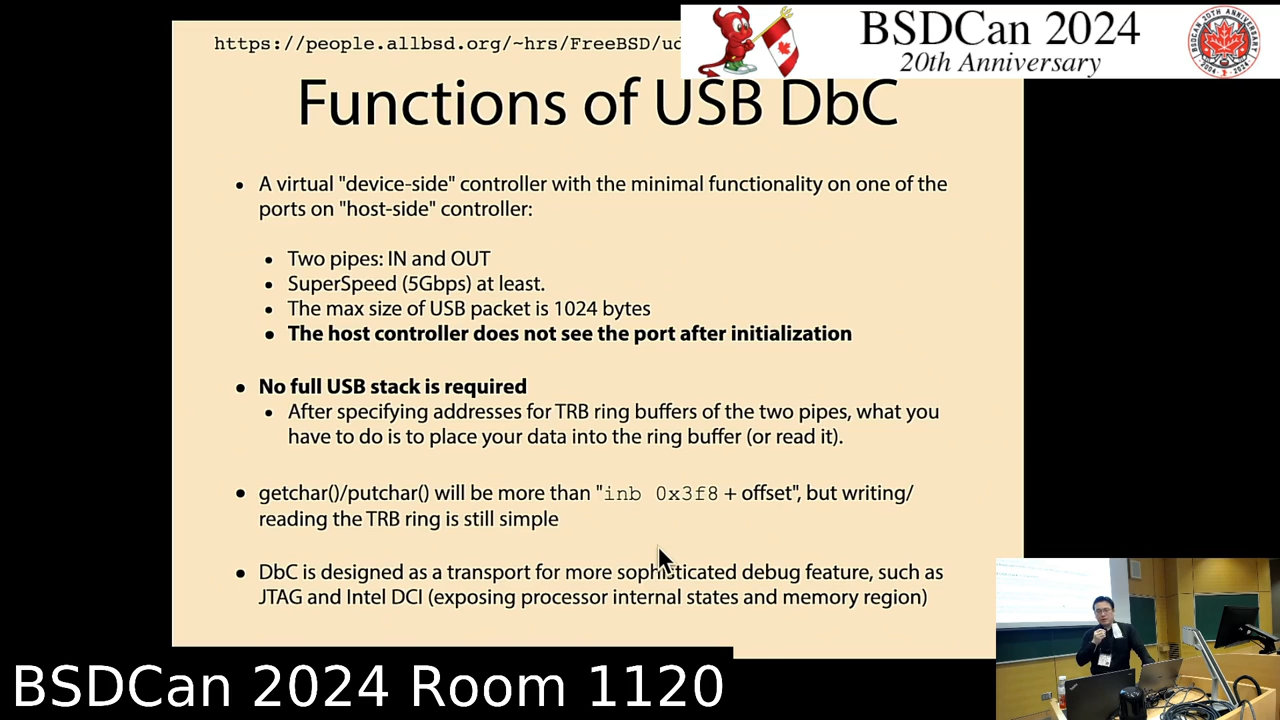 https://people.allbsd.org/~hrs/FreeBSD/ud
BSDCan 2024
20th Anniversary
Functions of USB DbC
• A virtual "device-side" controller with the minimal functionality on one of the
ports on "host-side" controller:
• Two pipes: IN and OUT
• SuperSpeed (5Gbps) at least.
• The max size of USB packet is 1024 bytes
• The host controller does not see the port after initialization
• No full USB stack is required
• After specifying addresses for TRB ring buffers of the two pipes, what you
have to do is to place your data into the ring buffer (or read it).
• getchar()/putchar() will be more than "inb 0x3f8 + offset", but writing/
reading the TRB ring is still simple
• DbC is designed as a transport for more sophisticated debug feature, such as
JTAG and Intel DCI (exposing processor internal states and memory region)
BSDCan 2024 Room 1120